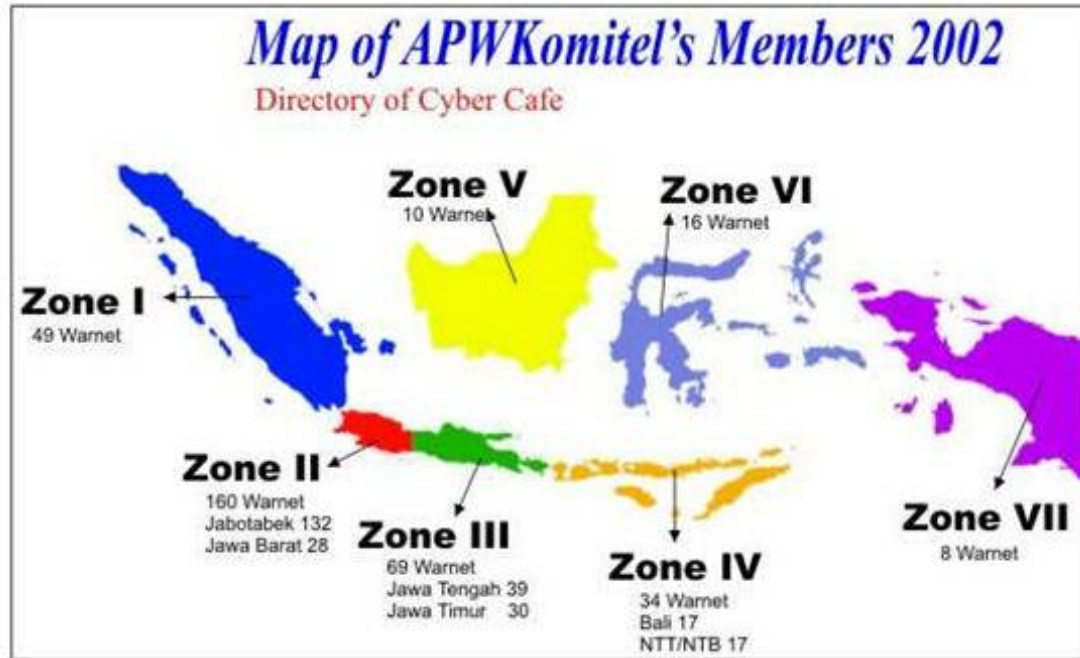 Map of APWKomitel's Members 2002
Directory of Cyber Cafe
Zone V
10 Warnet
Zone VI
16 Warnet
Zone I
49 Warnet
Zone II
160 Warnet
Jabotabek 132
Jawa Barat 28
Zone III
69 Warnet
Jawa Tengah 39
Jawa Timur 30
Zone IV
34 Warnet
Bali 17
NTT/NTB 17
Zone VII
8 Warnet